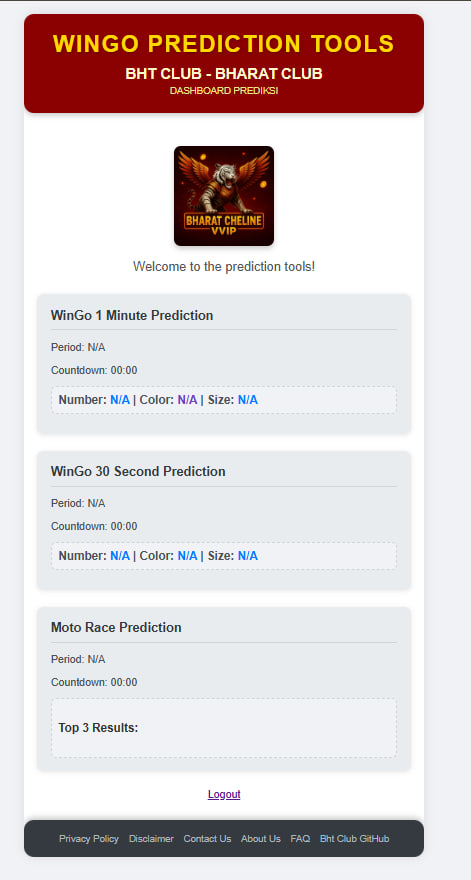 WINGO PREDICTION TOOLS
BHT CLUB - BHARAT CLUB
DASHBOARD PREDIKSI
BHARAT CHELINE
VVIP
Welcome to the prediction tools!
WinGo 1 Minute Prediction
Period: N/A
Countdown: 00:00
Number: N/A | Color: N/A | Size: N/A
WinGo 30 Second Prediction
Period: N/A
Countdown: 00:00
Number: N/A | Color: N/A | Size: N/A
Moto Race Prediction
Period: N/A
Countdown: 00:00
Top 3 Results:
Logout
Privacy Policy Disclaimer Contact Us About Us FAQ Bht Club GitHub